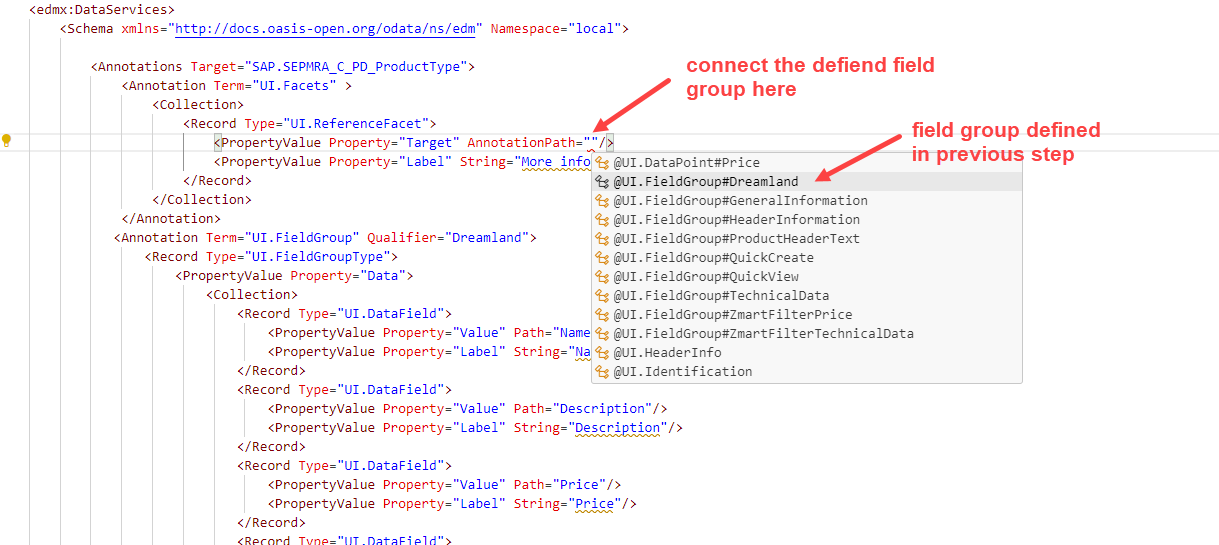 <edmx:DataServices>
<Schema xmlns="http://docs.oasis-open.org/odata/ns/edm" Namespace="local">
<Annotations Target="SAP.SEPMRA_C_PD_ProductType">
<Annotation Term="UI.Facets" >
<Collection>
<Record Type="UI.ReferenceFacet">
<PropertyValue Property="Target" AnnotationPath=""/>
<PropertyValue Property="Label" String="More info
</Record>
</Collection>
</Annotation>
<Annotation Term="UI.FieldGroup" Qualifier="Dreamland">
<Record Type="UI.FieldGroupType">
<PropertyValue Property="Data">
<Collection>
<Record Type="UI.DataField">
<PropertyValue Property="Value" Path="Name
<PropertyValue Property="Label" String="Na
</Record>
<Record Type="UI.DataField">
<PropertyValue Property="Value" Path="Description"/>
<PropertyValue Property="Label" String="Description"/>
</Record>
<Record Type="UI.DataField">
<PropertyValue Property="Value" Path="Price"/>
<PropertyValue Property="Label" String="Price"/>
</Record>
<Record Type="UI.DataField">
connect the defiend field
group here
field group defined
in previous step
@UI.DataPoint#Price
@UI.FieldGroup#Dreamland
@UI.FieldGroup#GeneralInformation
@UI.FieldGroup#HeaderInformation
@UI.FieldGroup#ProductHeaderText
@UI.FieldGroup#QuickCreate
@UI.FieldGroup#QuickView
@UI.FieldGroup#TechnicalData
@UI.FieldGroup#ZmartFilterPrice
@UI.FieldGroup#ZmartFilterTechnicalData
@UI.HeaderInfo
@UI.Identification